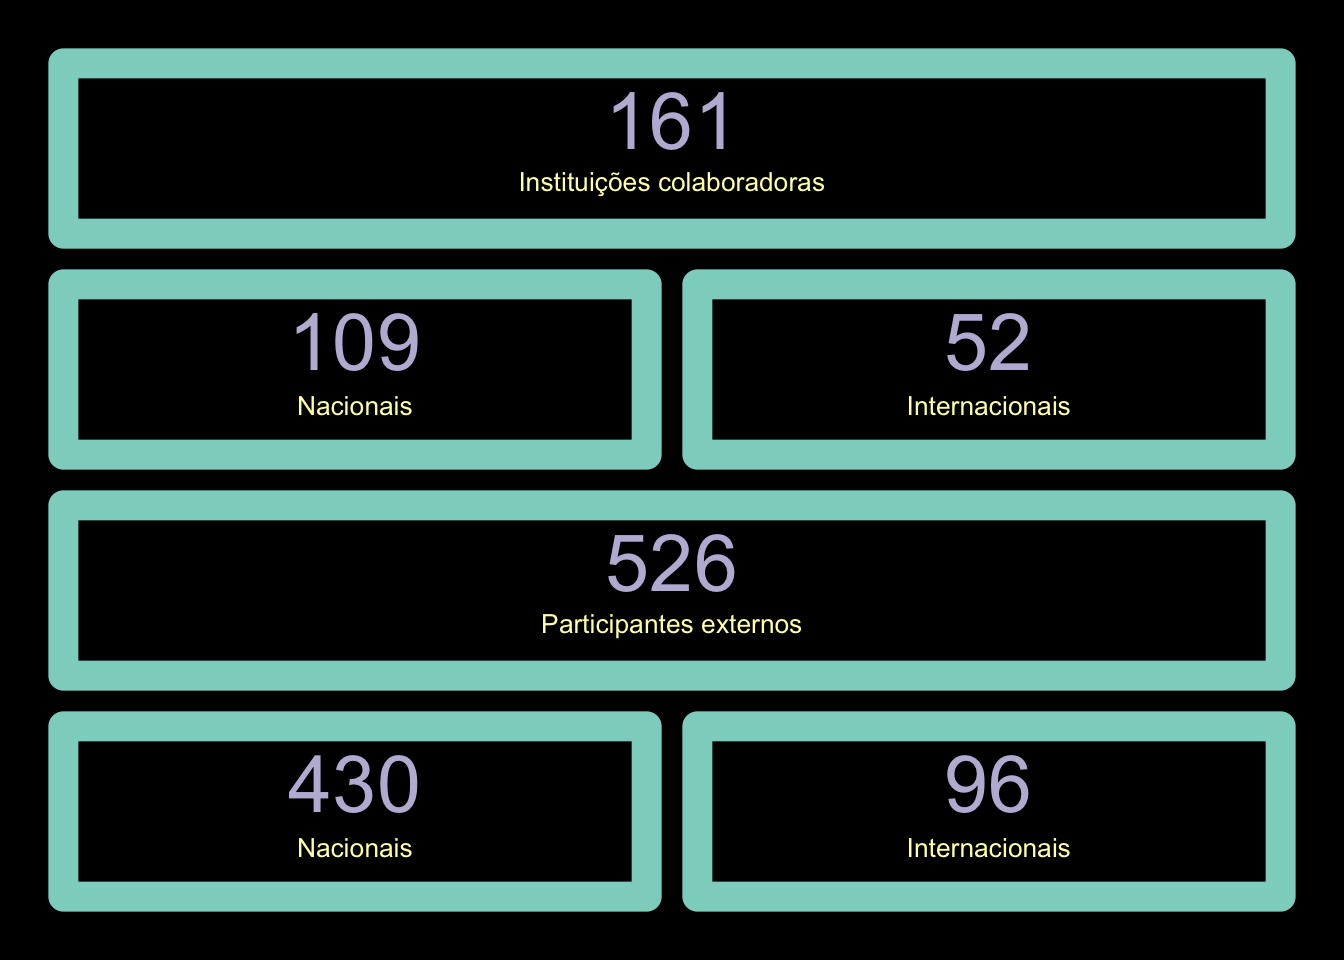 161
Instituições colaboradoras
109
Nacionais
52
Internacionais
526
Participantes externos
430
Nacionais
96
Internacionais